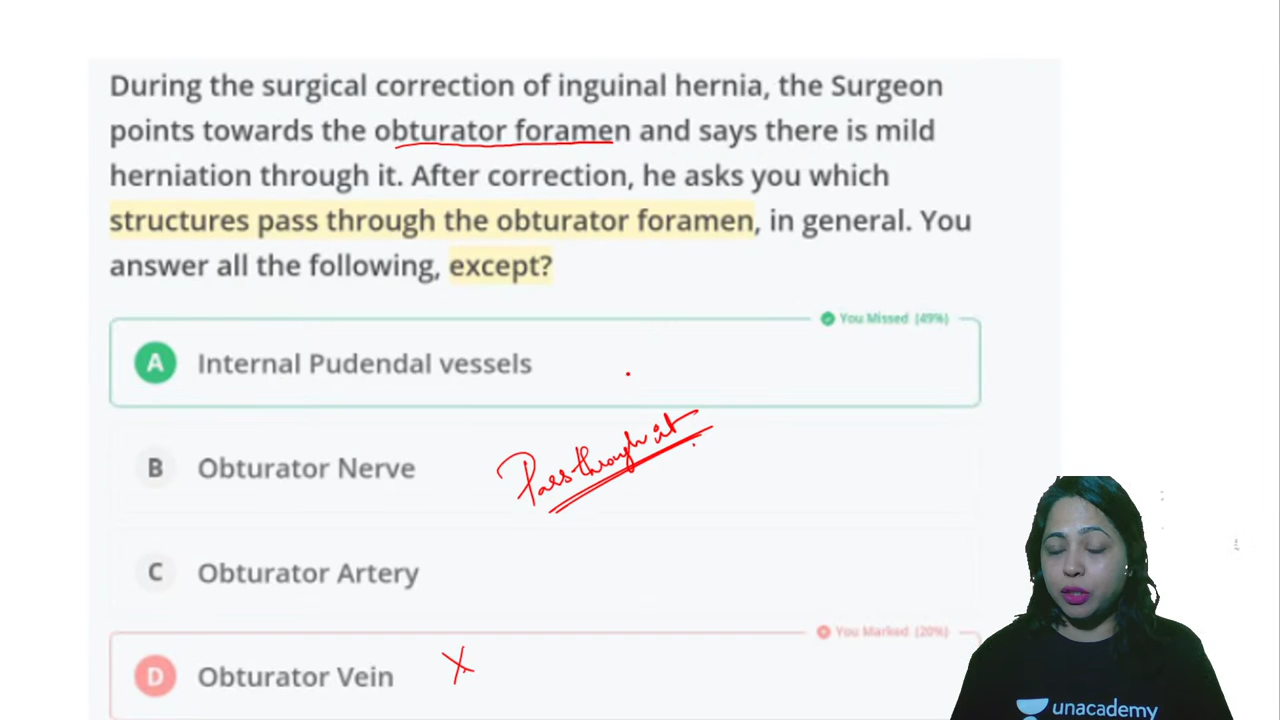 During the surgical correction of inguinal hernia, the Surgeon
points towards the obturator foramen and says there is mild
herniation through it. After correction, he asks you which
structures pass through the obturator foramen, in general. You
answer all the following, except?
You Missed (49%)
A Internal Pudendal vessels
Pass through it
B Obturator Nerve
C Obturator Artery
You Marked (20%)
D Obturator Vein X
unacademy